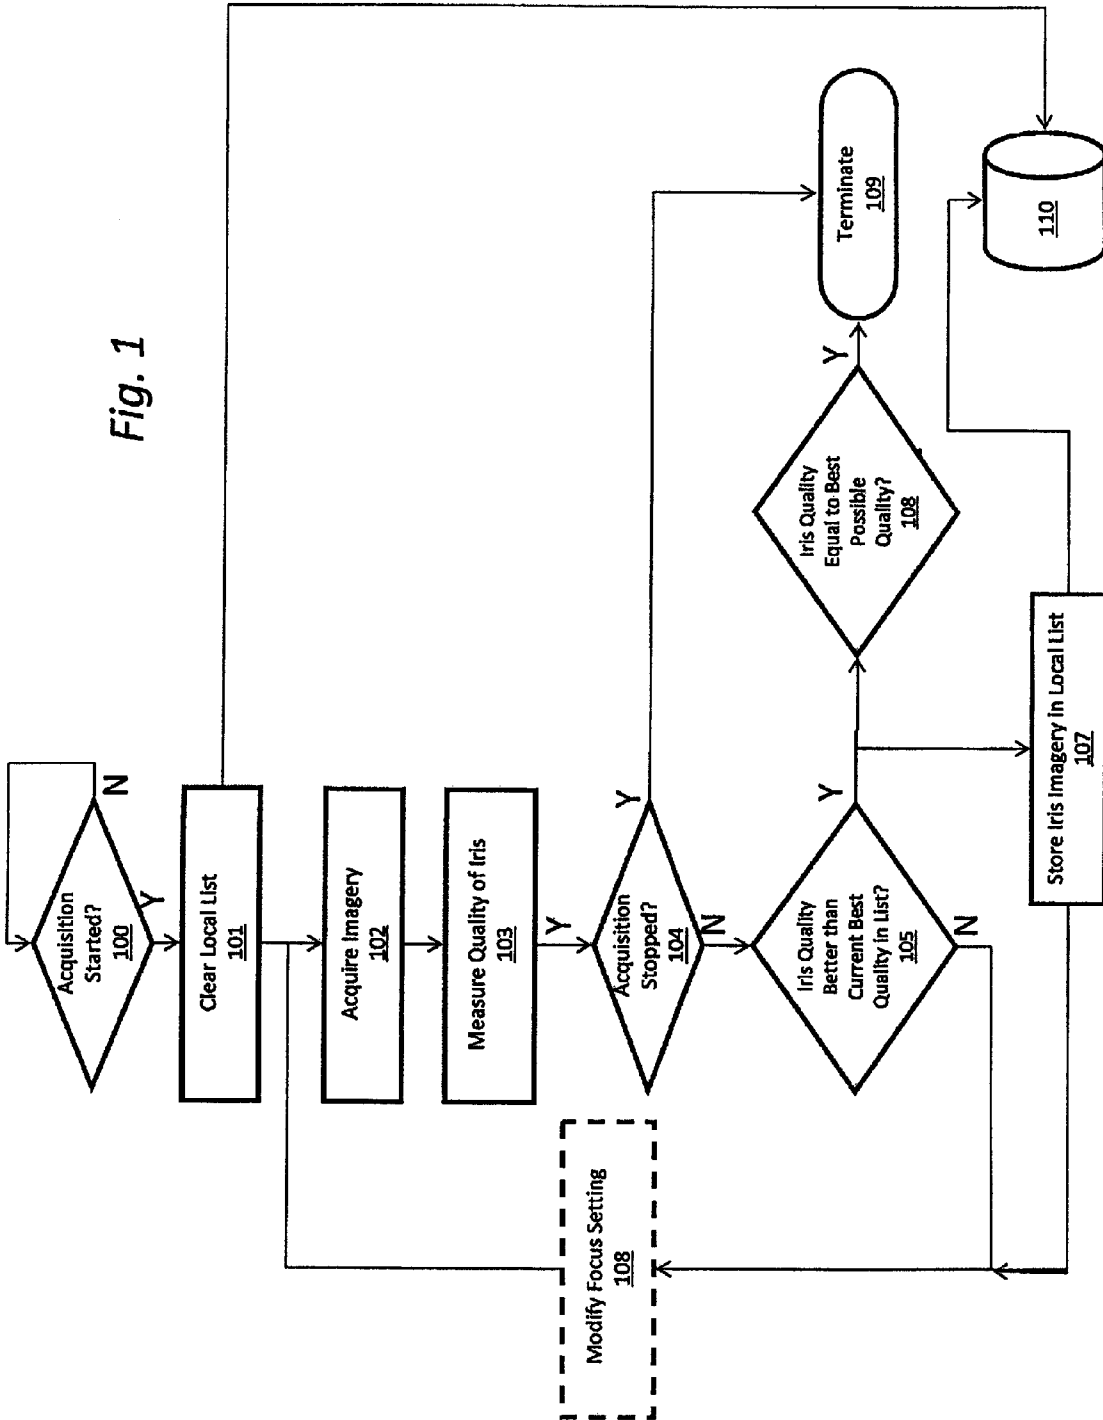 Fig. 1
Acquisition
Started?
100
N
Y
Clear Local List
101
Acquire Imagery
102
Measure Quality of Iris
103
Y
Acquisition
Stopped?
104
Y
N
Iris Quality
Better than
Current Best
Quality in List?
105
Y
N
Iris Quality
Equal to Best
Possible
Quality?
108
Y
Terminate
109
Store Iris Imagery in Local List
107
110
Modify Focus Setting
108